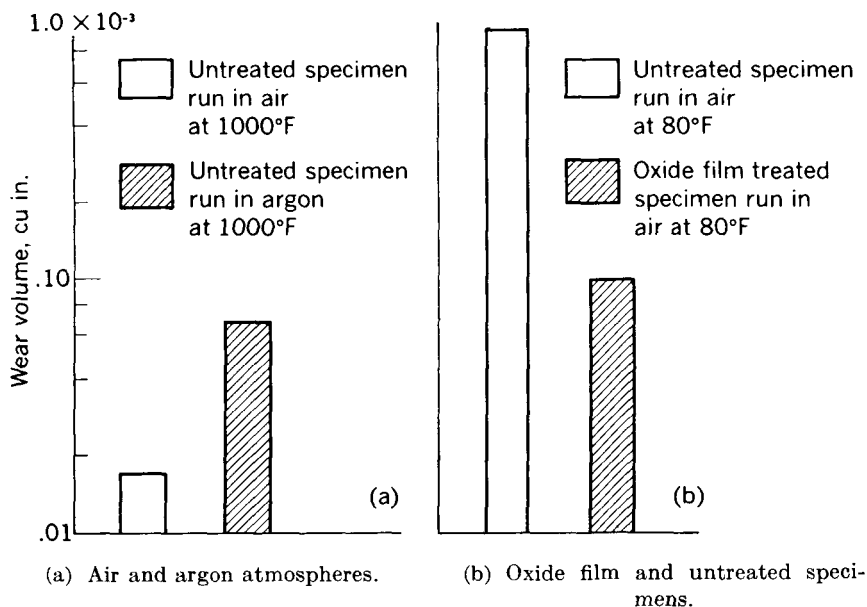 1.0 × 10⁻³
Untreated specimen
run in air
at 1000°F
Untreated specimen
run in argon
at 1000°F
Wear volume, cu in.
.10
.01
(a)
Untreated specimen
run in air
at 80°F
Oxide film treated
specimen run in
air at 80°F
(b)
(a) Air and argon atmospheres.
(b) Oxide film and untreated speci-
mens.